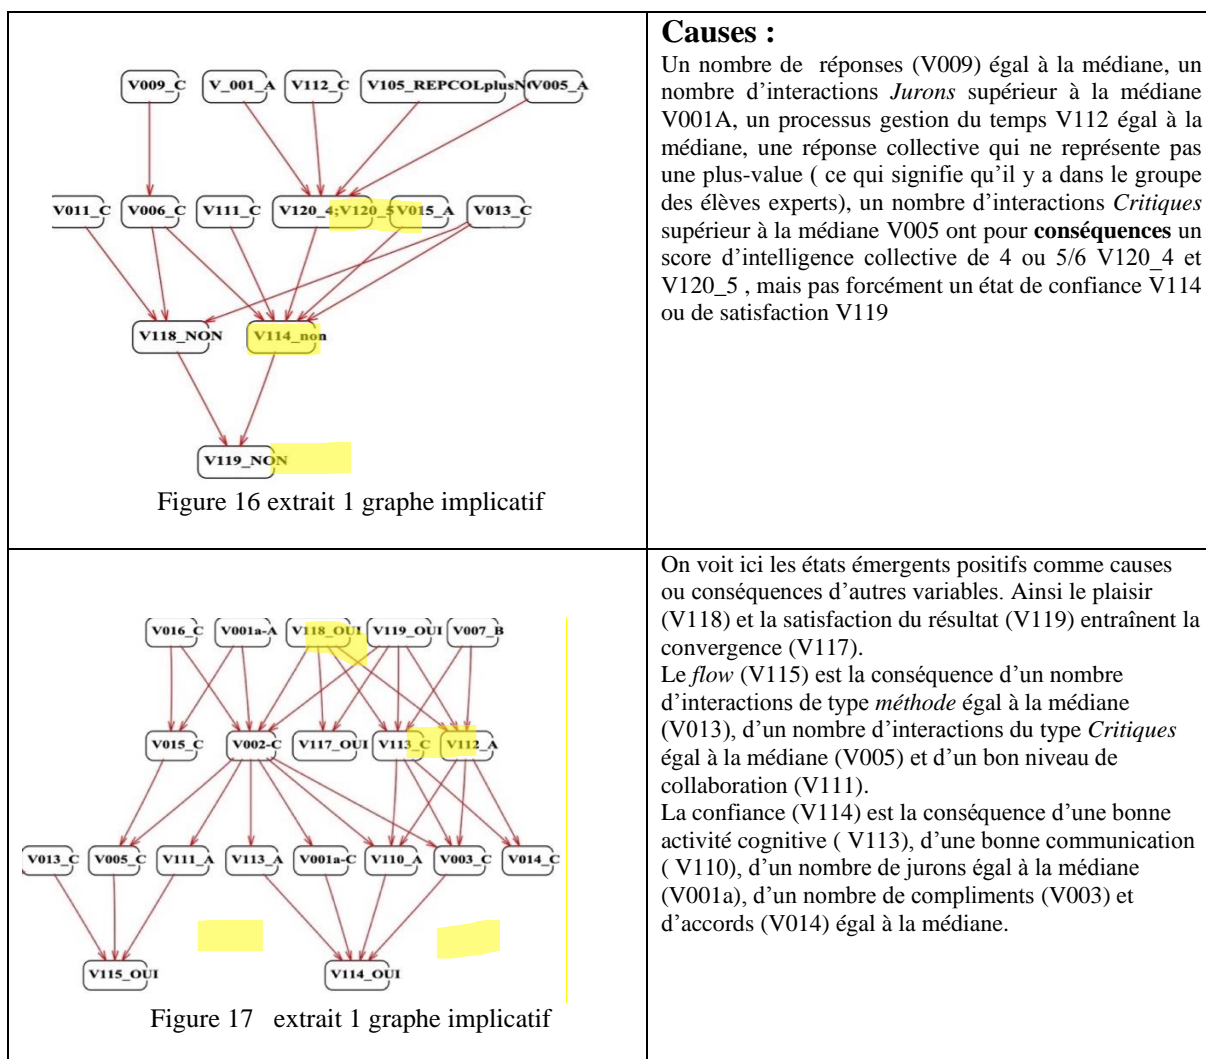 V009_C V_001_A V112_C V105_REPCOLplusN V005_A
V011_C V006_C V111_C V120_4;V120_5 V015_A V013_C
V118_NON V114_non
V119_NON
Figure 16 extrait 1 graphe implicatif
Causes :
Un nombre de réponses (V009) égal à la médiane, un
nombre d’interactions Jurons supérieur à la médiane
V001A, un processus gestion du temps V112 égal à la
médiane, une réponse collective qui ne représente pas
une plus-value ( ce qui signifie qu’il y a dans le groupe
des élèves experts), un nombre d’interactions Critiques
supérieur à la médiane V005 ont pour conséquences un
score d’intelligence collective de 4 ou 5/6 V120_4 et
V120_5 , mais pas forcément un état de confiance V114
ou de satisfaction V119
V016_C V001a-A V118_OUI V119_OUI V007_B
V015_C V002-C V117_OUI V113_C V112_A
V013_C V005_C V111_A V113_A V001a-C V110_A V003_C V014_C
V115_OUI V114_OUI
Figure 17 extrait 1 graphe implicatif
On voit ici les états émergents positifs comme causes
ou conséquences d’autres variables. Ainsi le plaisir
(V118) et la satisfaction du résultat (V119) entraînent la
convergence (V117).
Le flow (V115) est la conséquence d’un nombre
d’interactions de type méthode égal à la médiane
(V013), d’un nombre d’interactions du type Critiques
égal à la médiane (V005) et d’un bon niveau de
collaboration (V111).
La confiance (V114) est la conséquence d’une bonne
activité cognitive ( V113), d’une bonne communication
( V110), d’un nombre de jurons égal à la médiane
(V001a), d’un nombre de compliments (V003) et
d’accords (V014) égal à la médiane.